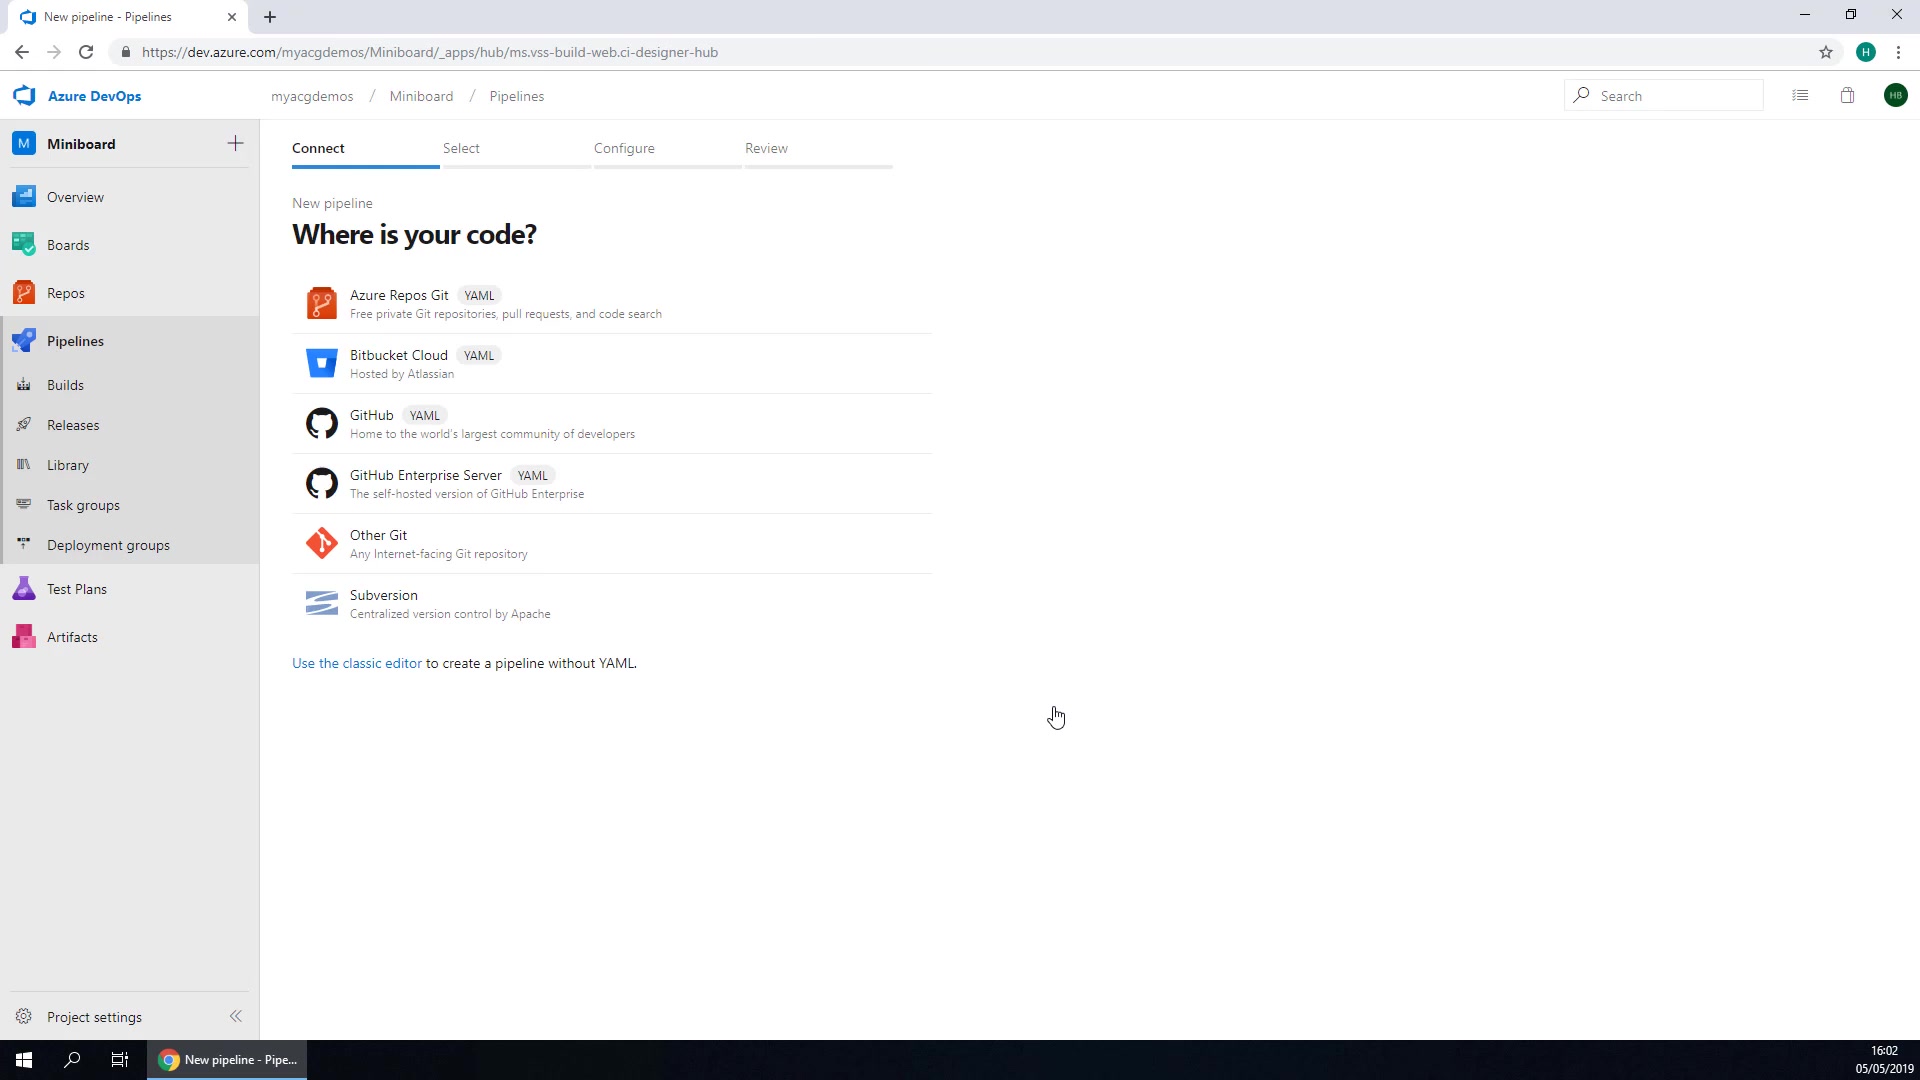 New pipeline - Pipelines
https://dev.azure.com/myacgdemos/Miniboard/_apps/hub/ms.vss-build-web.ci-designer-hub
H
Azure DevOps
myacgdemos / Miniboard / Pipelines
Search
HB
M Miniboard
Overview
Boards
Repos
Pipelines
Builds
Releases
Library
Task groups
Deployment groups
Test Plans
Artifacts
Project settings
Connect Select Configure Review
New pipeline
Where is your code?
Azure Repos Git YAML
Free private Git repositories, pull requests, and code search
Bitbucket Cloud YAML
Hosted by Atlassian
GitHub YAML
Home to the world's largest community of developers
GitHub Enterprise Server YAML
The self-hosted version of GitHub Enterprise
Other Git
Any Internet-facing Git repository
Subversion
Centralized version control by Apache
Use the classic editor to create a pipeline without YAML.
New pipeline - Pipe...
16:02
05/05/2019